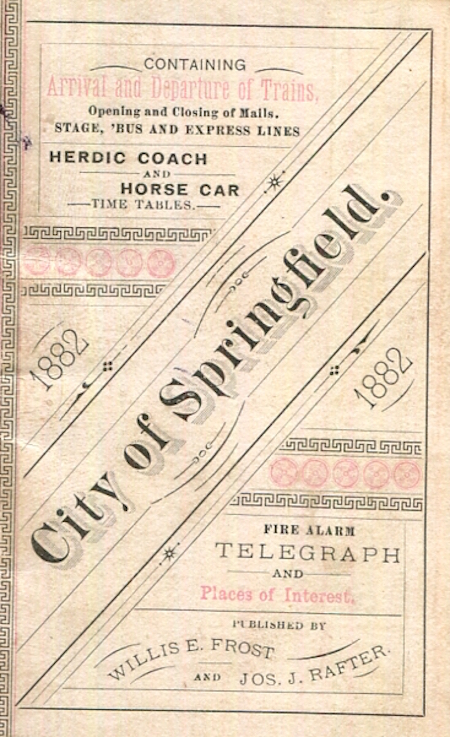 CONTAINING
Arrival and Departure of Trains,
Opening and Closing of Mails.
STAGE, 'BUS AND EXPRESS LINES
HERDIC COACH
AND
HORSE CAR
TIME TABLES.
1882
City of Springfield.
1882
FIRE ALARM
TELEGRAPH
AND
Places of Interest.
PUBLISHED BY
WILLIS E. FROST
AND JOS. J. RAFTER.